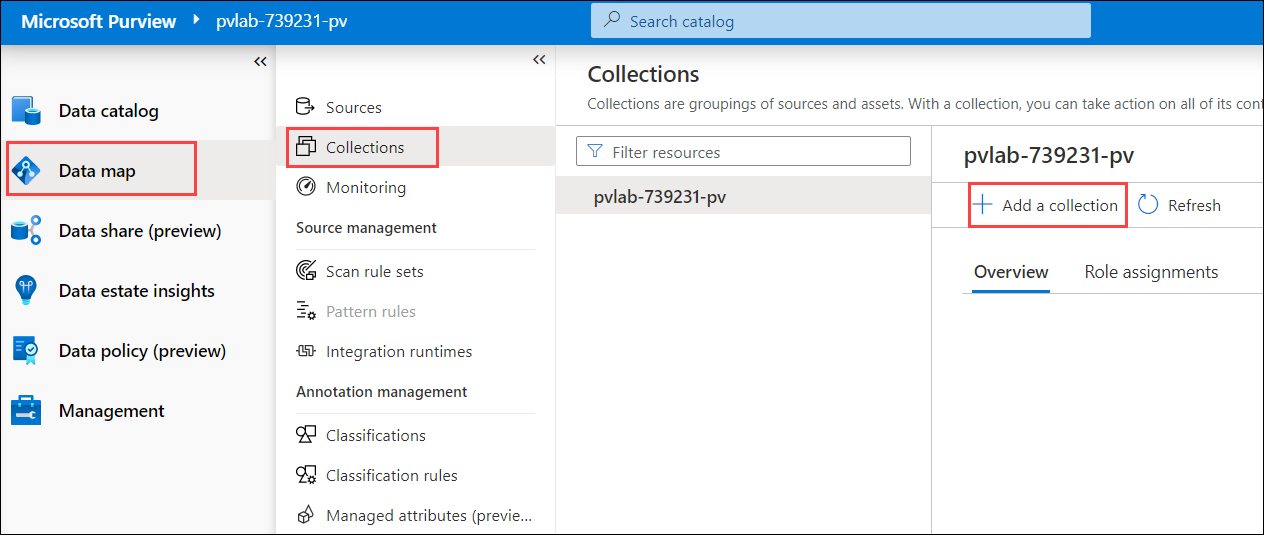 Microsoft Purview pvlab-739231-pv
Search catalog
Data catalog
Data map
Data share (preview)
Data estate insights
Data policy (preview)
Management
Sources
Collections
Monitoring
Source management
Scan rule sets
Pattern rules
Integration runtimes
Annotation management
Classifications
Classification rules
Managed attributes (previe...
Collections
Collections are groupings of sources and assets. With a collection, you can take action on all of its conte
Filter resources
pvlab-739231-pv
pvlab-739231-pv
Add a collection Refresh
Overview Role assignments